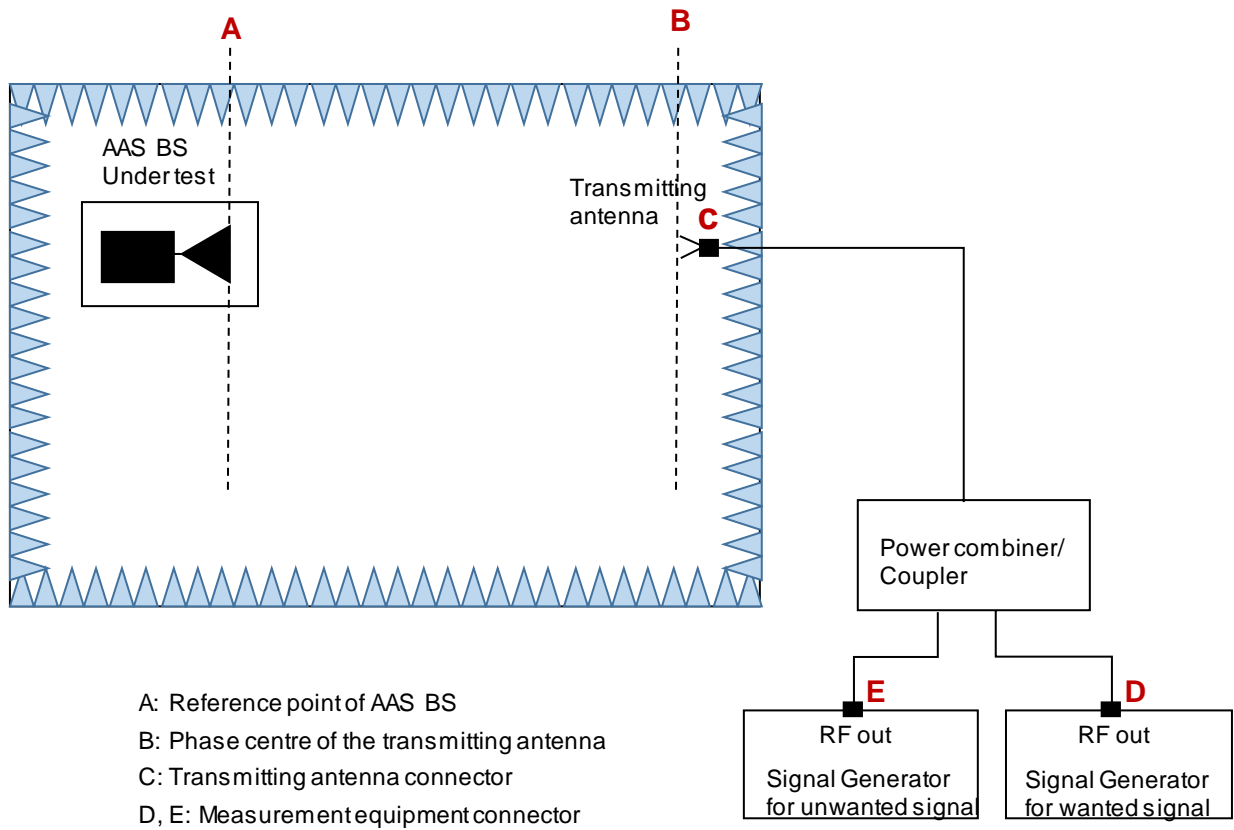 A
B
AAS BS
Under test
Transmitting
antenna
C
Power combiner/
Coupler
E
D
RF out
Signal Generator
for unwanted signal
RF out
Signal Generator
for wanted signal
A: Reference point of AAS BS
B: Phase centre of the transmitting antenna
C: Transmitting antenna connector
D, E: Measurement equipment connector